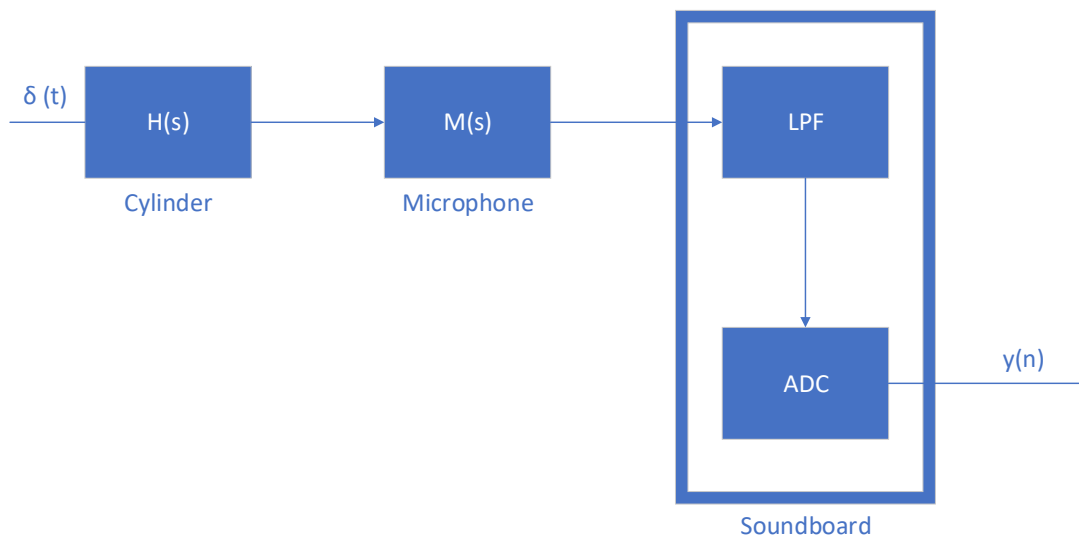 δ (t)
H(s)
M(s)
LPF
Cylinder
Microphone
ADC
y(n)
Soundboard